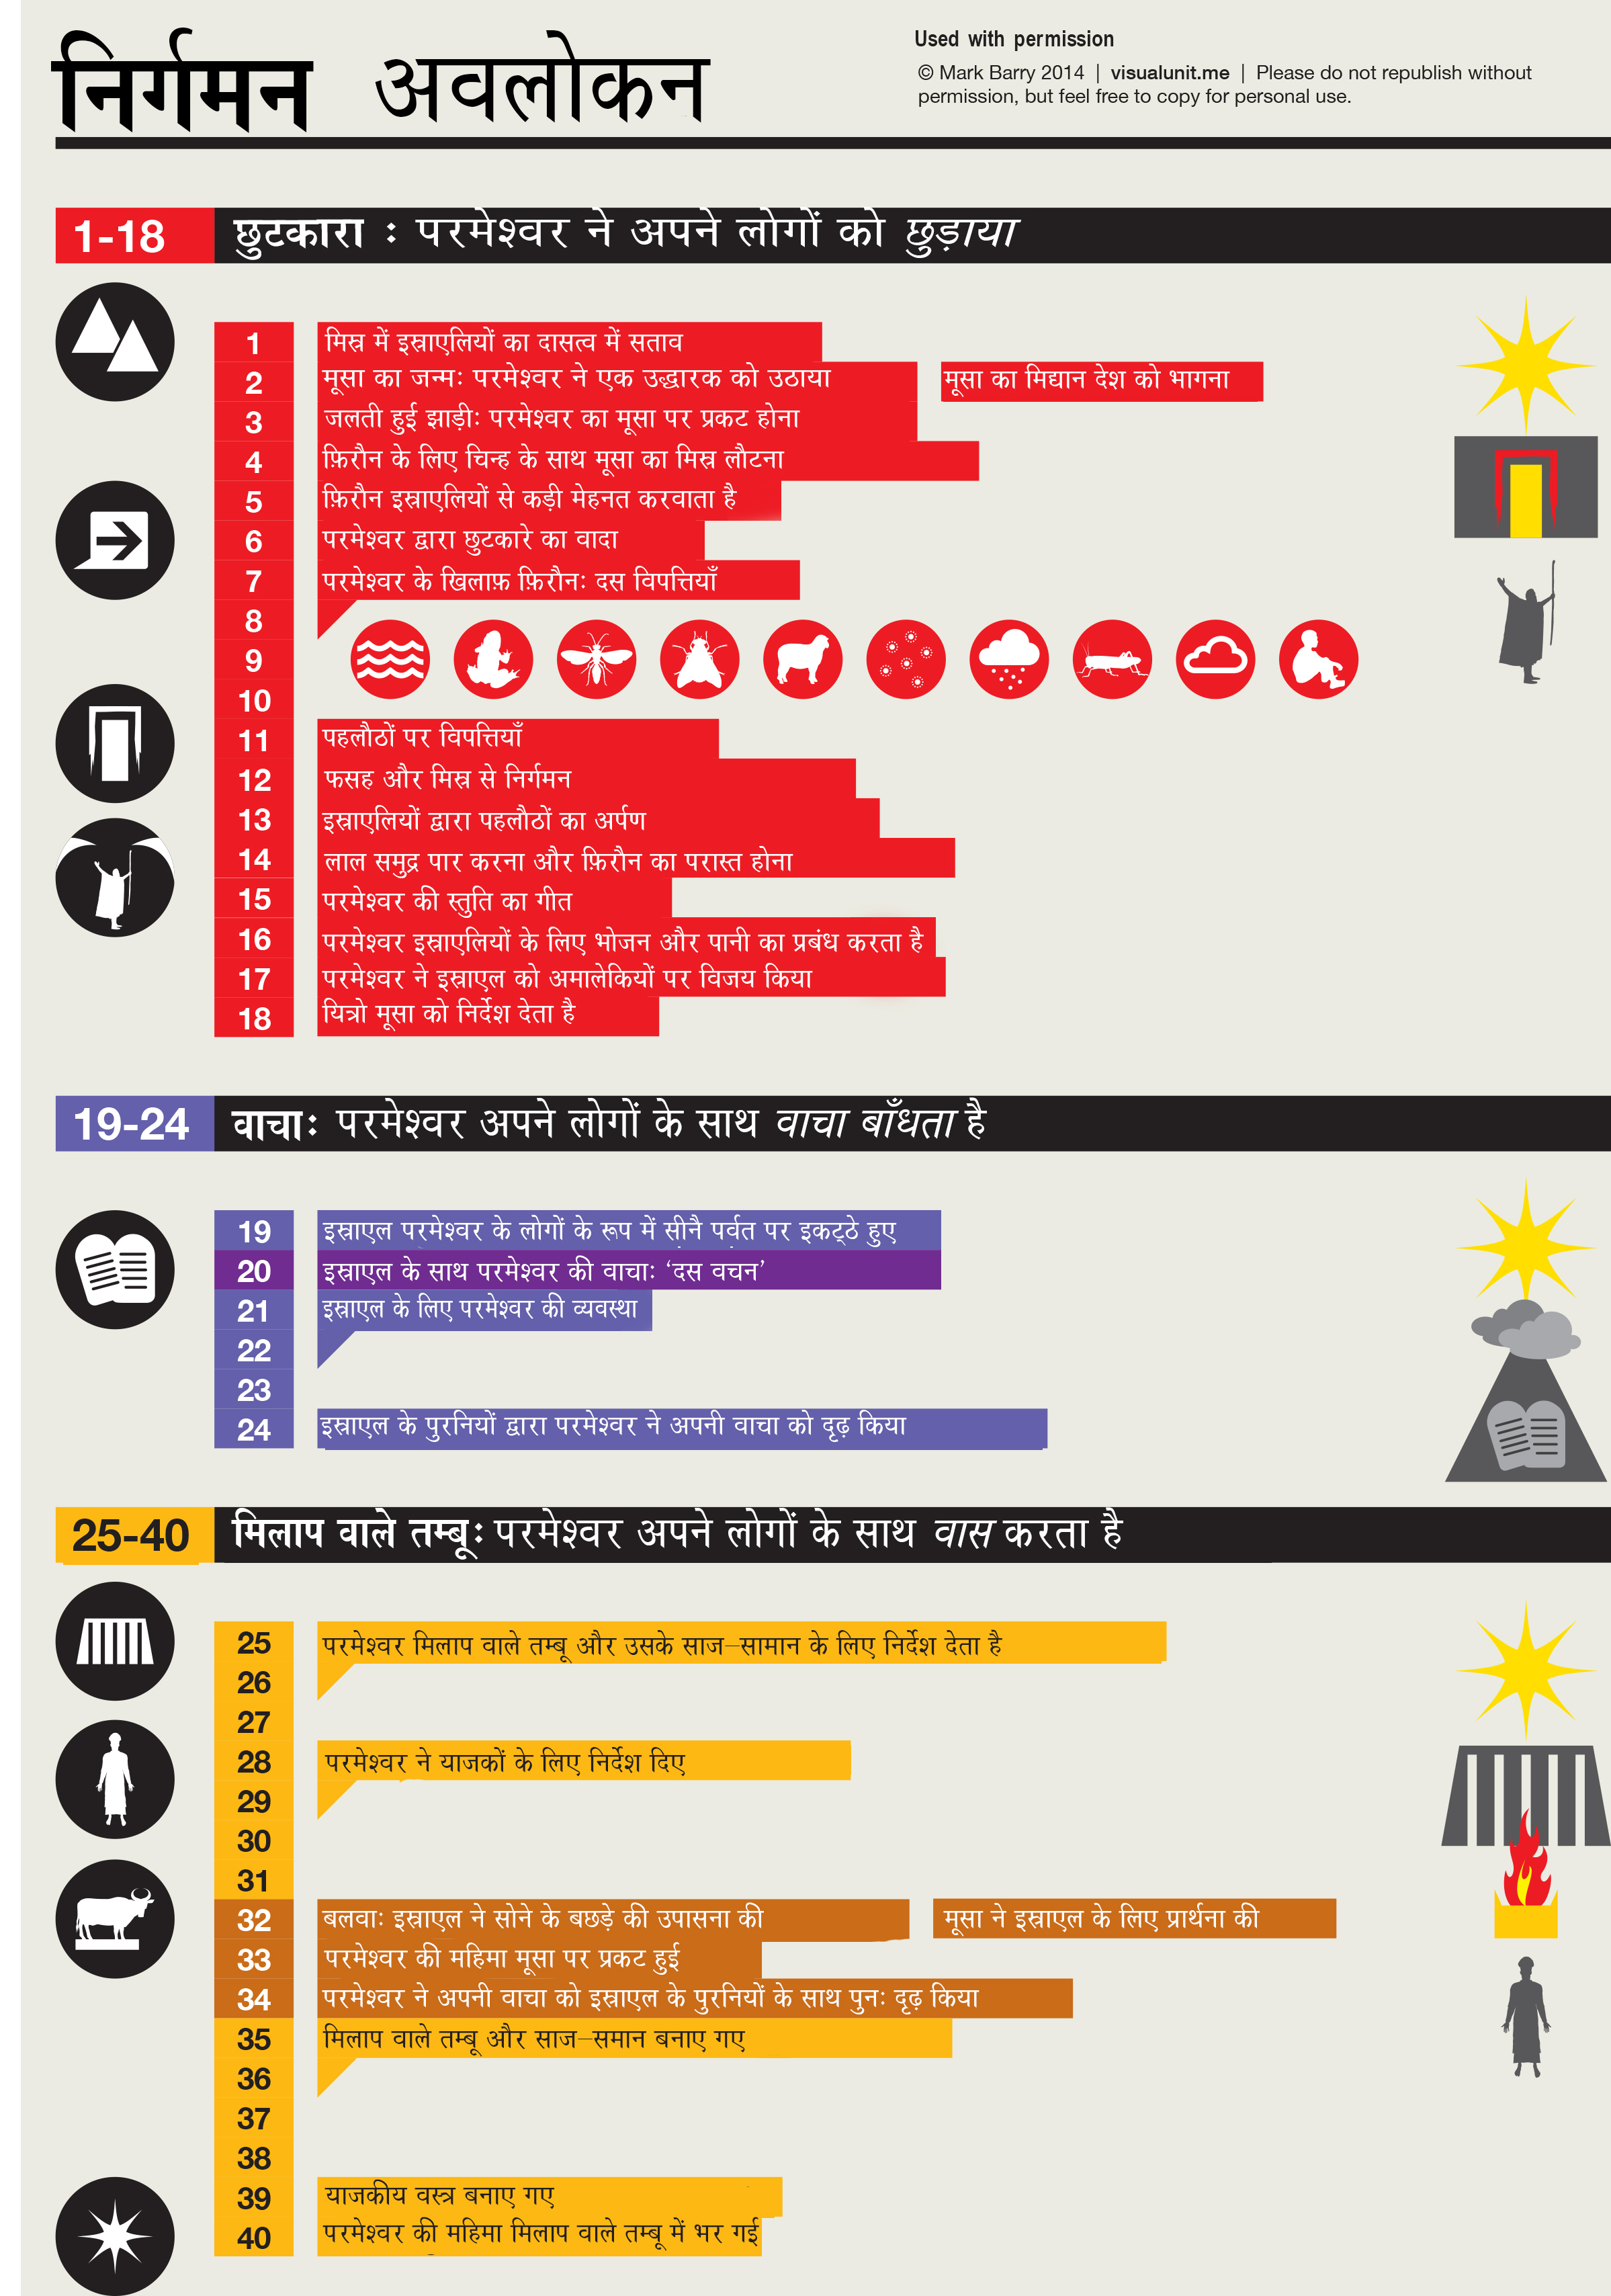 निर्गमन अवलोकन
Used with permission
© Mark Barry 2014 | visualunit.me | Please do not republish without
permission, but feel free to copy for personal use.
1-18 छुटकारा : परमेश्वर ने अपने लोगों को छुड़ाया
1 मिस्र में इस्राएलियों का दासत्व में सताव
2 मूसा का जन्मः परमेश्वर ने एक उद्धारक को उठाया मूसा का मिद्यान देश को भागना
3 जलती हुई झाड़ीः परमेश्वर का मूसा पर प्रकट होना
4 फ़िरौन के लिए चिन्ह के साथ मूसा का मिस्र लौटना
5 फ़िरौन इस्राएलियों से कड़ी मेहनत करवाता है
6 परमेश्वर द्वारा छुटकारे का वादा
7 परमेश्वर के खिलाफ़ फ़िरौनः दस विपत्तियाँ
8
9
10
11 पहलौठों पर विपत्तियाँ
12 फसह और मिस्र से निर्गमन
13 इस्राएलियों द्वारा पहलौठों का अर्पण
14 लाल समुद्र पार करना और फ़िरौन का परास्त होना
15 परमेश्वर की स्तुति का गीत
16 परमेश्वर इस्राएलियों के लिए भोजन और पानी का प्रबंध करता है
17 परमेश्वर ने इस्राएल को अमालेकियों पर विजय किया
18 यित्रो मूसा को निर्देश देता है
19-24 वाचाः परमेश्वर अपने लोगों के साथ वाचा बाँधता है
19 इस्राएल परमेश्वर के लोगों के रूप में सीनै पर्वत पर इकट्ठे हुए
20 इस्राएल के साथ परमेश्वर की वाचाः ‘दस वचन’
21 इस्राएल के लिए परमेश्वर की व्यवस्था
22
23
24 इस्राएल के पुरनियों द्वारा परमेश्वर ने अपनी वाचा को दृढ़ किया
25-40 मिलाप वाले तम्बूः परमेश्वर अपने लोगों के साथ वास करता है
25 परमेश्वर मिलाप वाले तम्बू और उसके साज–सामान के लिए निर्देश देता है
26
27
28 परमेश्वर ने याजकों के लिए निर्देश दिए
29
30
31
32 बलवाः इस्राएल ने सोने के बछड़े की उपासना की मूसा ने इस्राएल के लिए प्रार्थना की
33 परमेश्वर की महिमा मूसा पर प्रकट हुई
34 परमेश्वर ने अपनी वाचा को इस्राएल के पुरनियों के साथ पुनः दृढ़ किया
35 मिलाप वाले तम्बू और साज–समान बनाए गए
36
37
38
39 याजकीय वस्त्र बनाए गए
40 परमेश्वर की महिमा मिलाप वाले तम्बू में भर गई